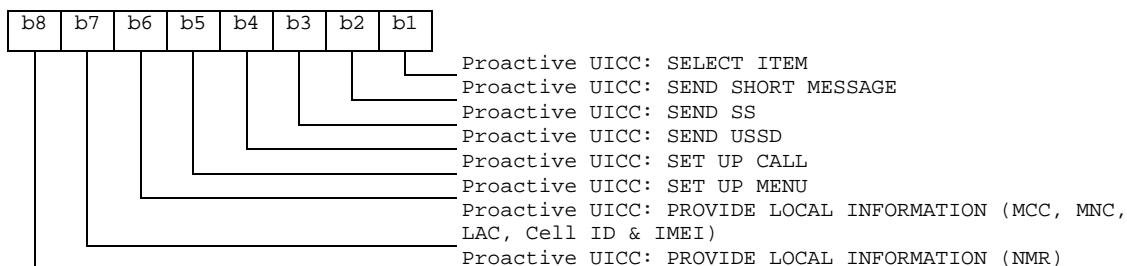 b8 b7 b6 b5 b4 b3 b2 b1
Proactive UICC: SELECT ITEM
Proactive UICC: SEND SHORT MESSAGE
Proactive UICC: SEND SS
Proactive UICC: SEND USSD
Proactive UICC: SET UP CALL
Proactive UICC: SET UP MENU
Proactive UICC: PROVIDE LOCAL INFORMATION (MCC, MNC,
LAC, Cell ID & IMEI)
Proactive UICC: PROVIDE LOCAL INFORMATION (NMR)